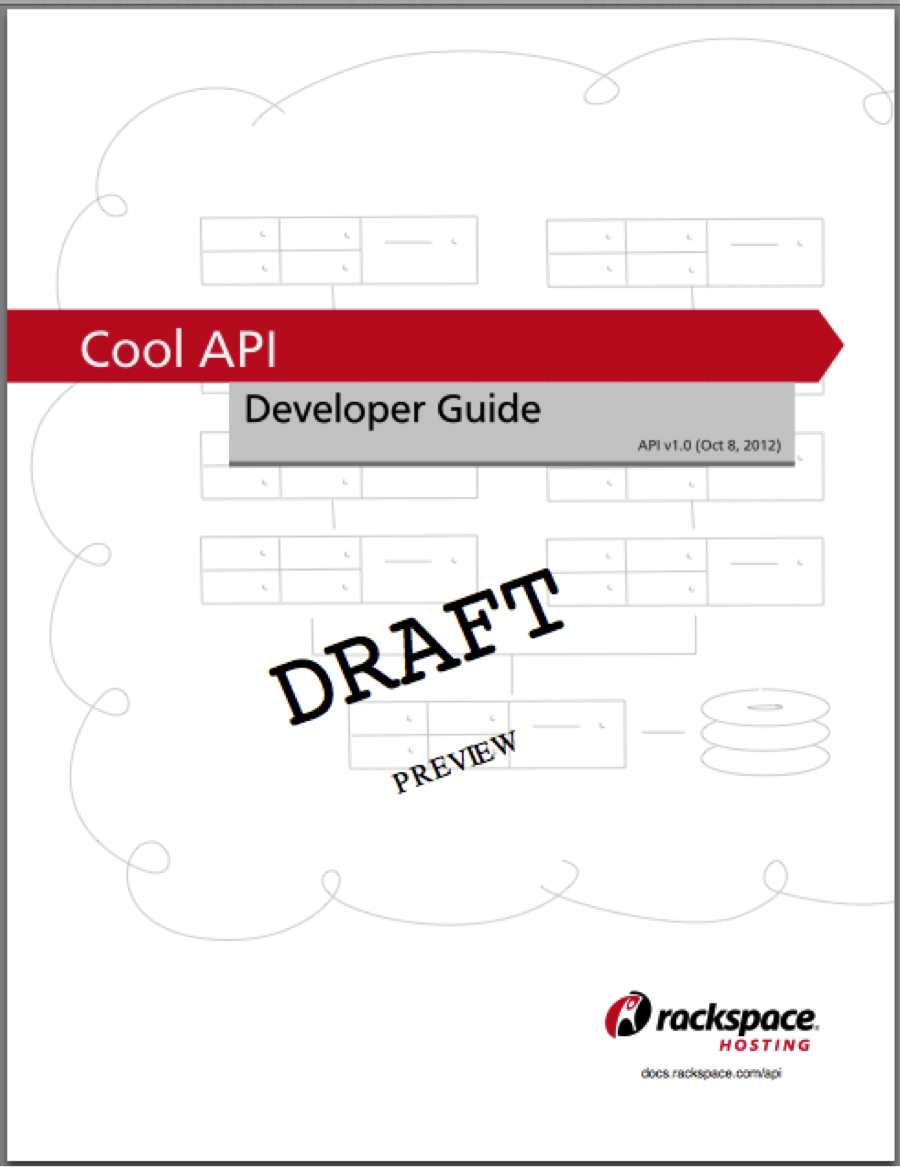 Cool API
Developer Guide
API v1.0 (Oct 8, 2012)
DRAFT
PREVIEW
rackspace.
HOSTING
docs.rackspace.com/api